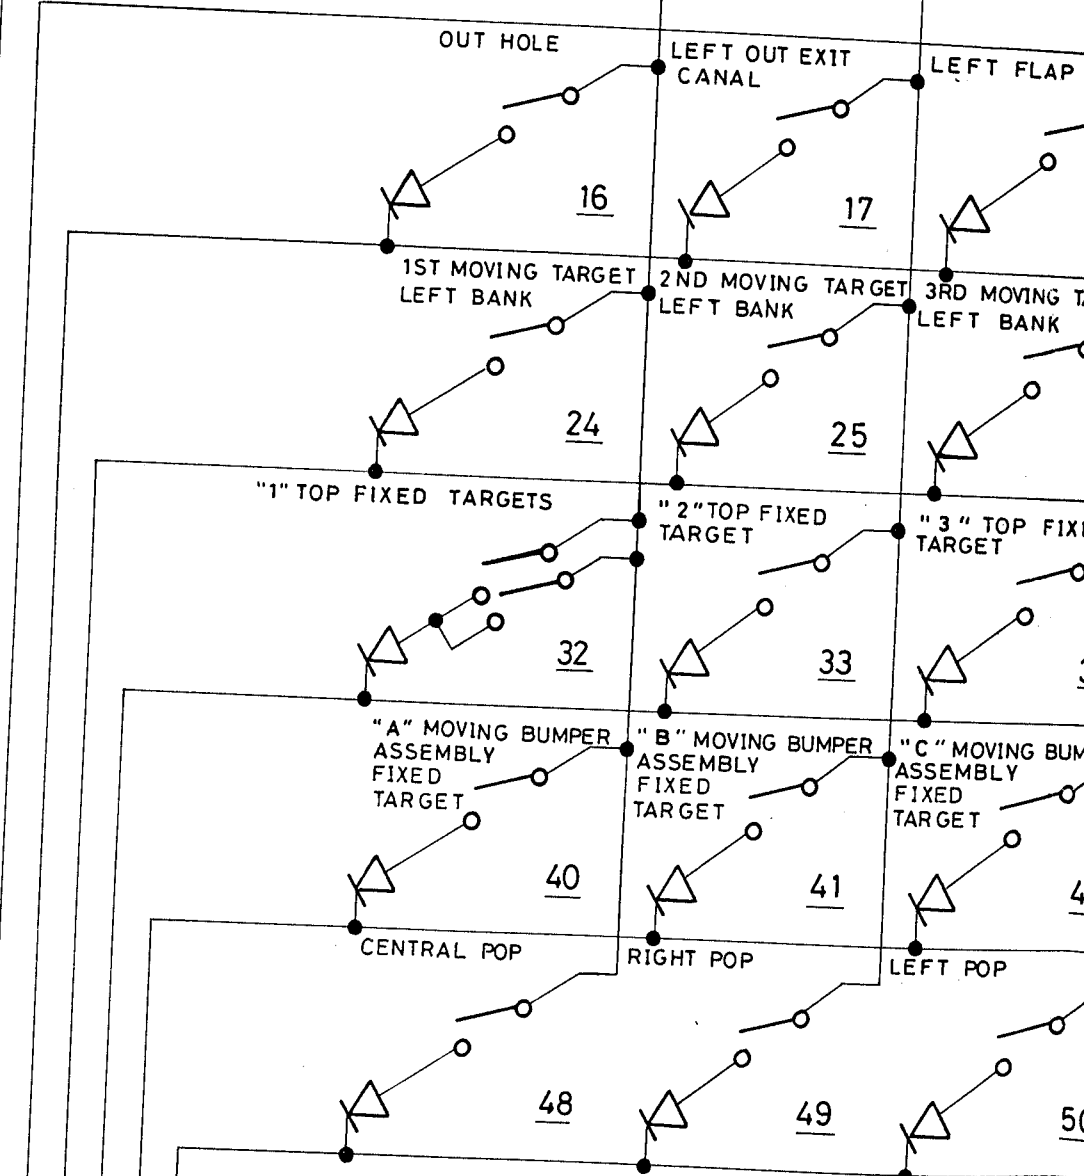 OUT HOLE
LEFT OUT EXIT
CANAL
LEFT FLAP
16
17
1ST MOVING TARGET
LEFT BANK
2ND MOVING TARGET
LEFT BANK
3RD MOVING
LEFT BANK
24
25
"1" TOP FIXED TARGETS
"2" TOP FIXED
TARGET
"3" TOP
TARGET
32
33
"A" MOVING BUMPER
ASSEMBLY
FIXED
TARGET
"B" MOVING BUMPER
ASSEMBLY
FIXED
TARGET
"C" MOVING
ASSEMBLY
FIXED
TARGET
40
41
CENTRAL POP
RIGHT POP
LEFT POP
48
49
50